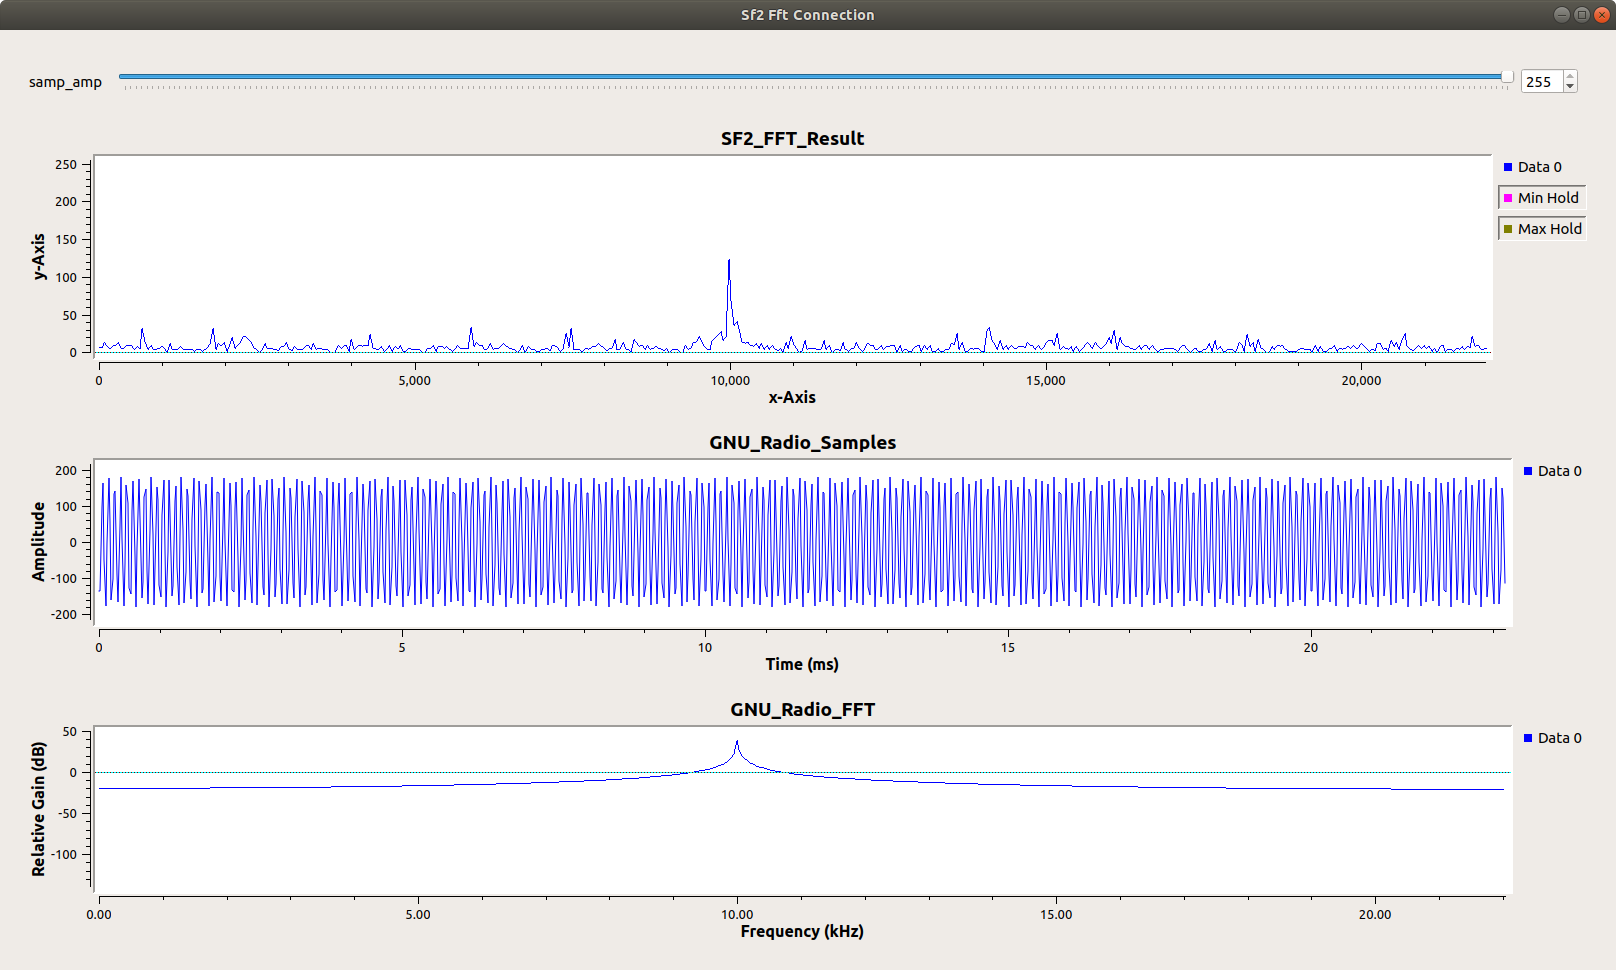 Sf2 Fft Connection
samp_amp
255
SF2_FFT_Result
250
200
150
100
50
0
y-Axis
0 5,000 10,000 15,000 20,000
x-Axis
Data 0
Min Hold
Max Hold
GNU_Radio_Samples
200
100
0
-100
-200
Amplitude
0 5 10 15 20
Time (ms)
Data 0
GNU_Radio_FFT
50
0
-50
-100
Relative Gain (dB)
0.00 5.00 10.00 15.00 20.00
Frequency (kHz)
Data 0